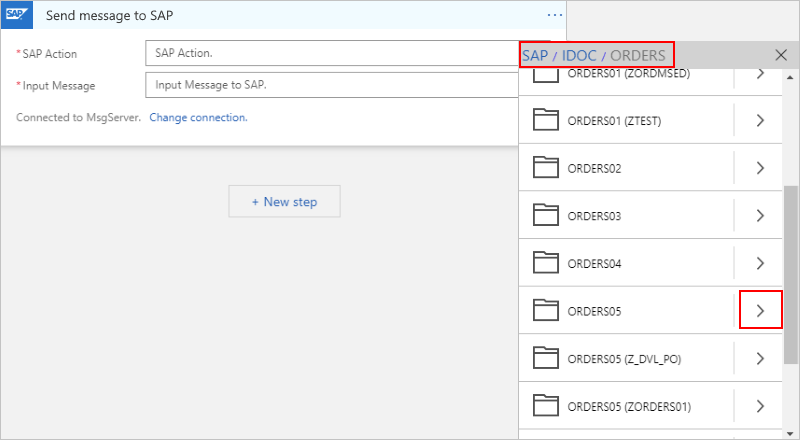 SAP Send message to SAP ...
* SAP Action SAP Action.
* Input Message Input Message to SAP.
Connected to MsgServer. Change connection.
+ New step
SAP / IDOC / ORDERS
ORDERS01 (ZORDMSED)
ORDERS01 (ZTEST)
ORDERS02
ORDERS03
ORDERS04
ORDERS05
ORDERS05 (Z_DVL_PO)
ORDERS05 (ZORDERS01)